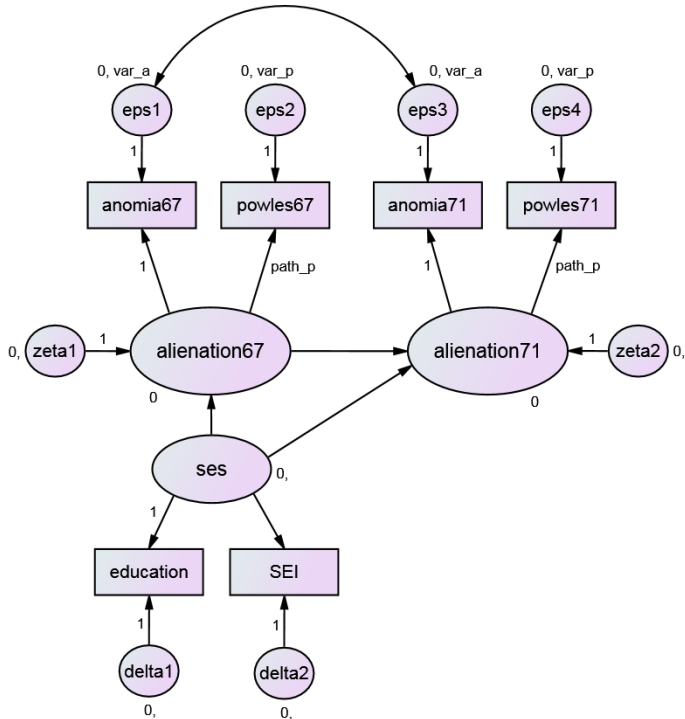 0, var_a
0, var_p
0, var_a
0, var_p
eps1
eps2
eps3
eps4
1
1
1
1
anomia67
powles67
anomia71
powles71
1
path_p
1
path_p
0,
zeta1
1
alienation67
alienation71
1
zeta2
0,
0
0
ses
0,
1
education
SEI
1
1
delta1
delta2
0,
0,